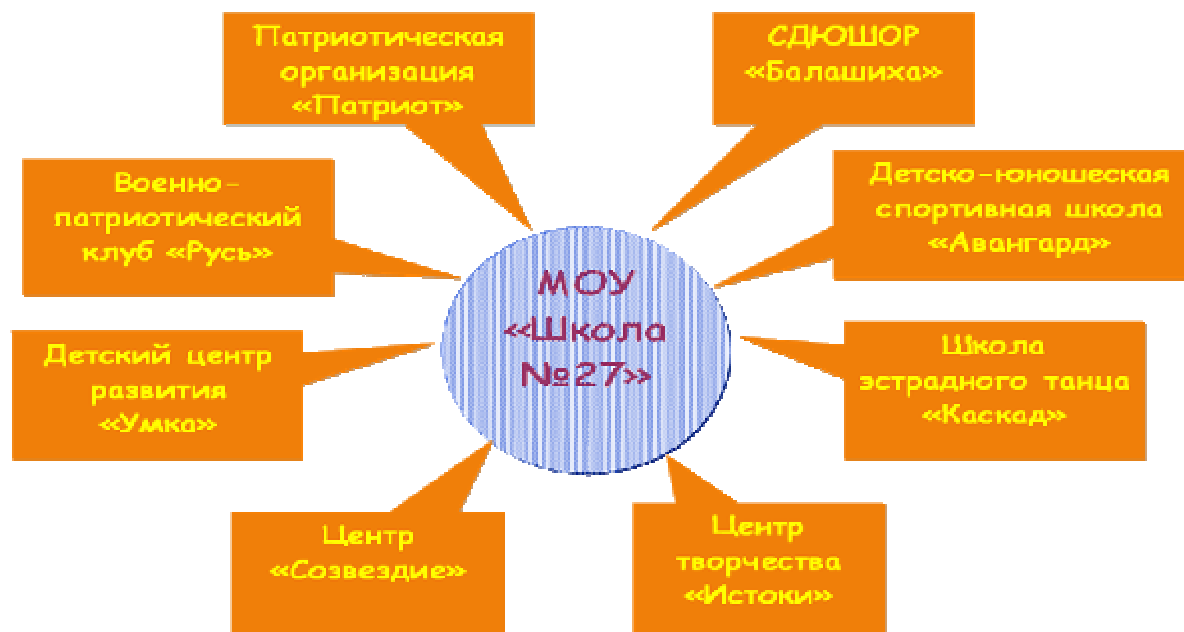 Патриотическая
организация
«Патриот»
СДЮШОР
«Балашиха»
Военно-
патриотический
клуб «Русь»
Детско-юношеская
спортивная школа
«Авангард»
МОУ
«Школа
№27»
Детский центр
развития
«Умка»
Школа
эстрадного танца
«Каскад»
Центр
«Созвездие»
Центр
творчества
«Истоки»